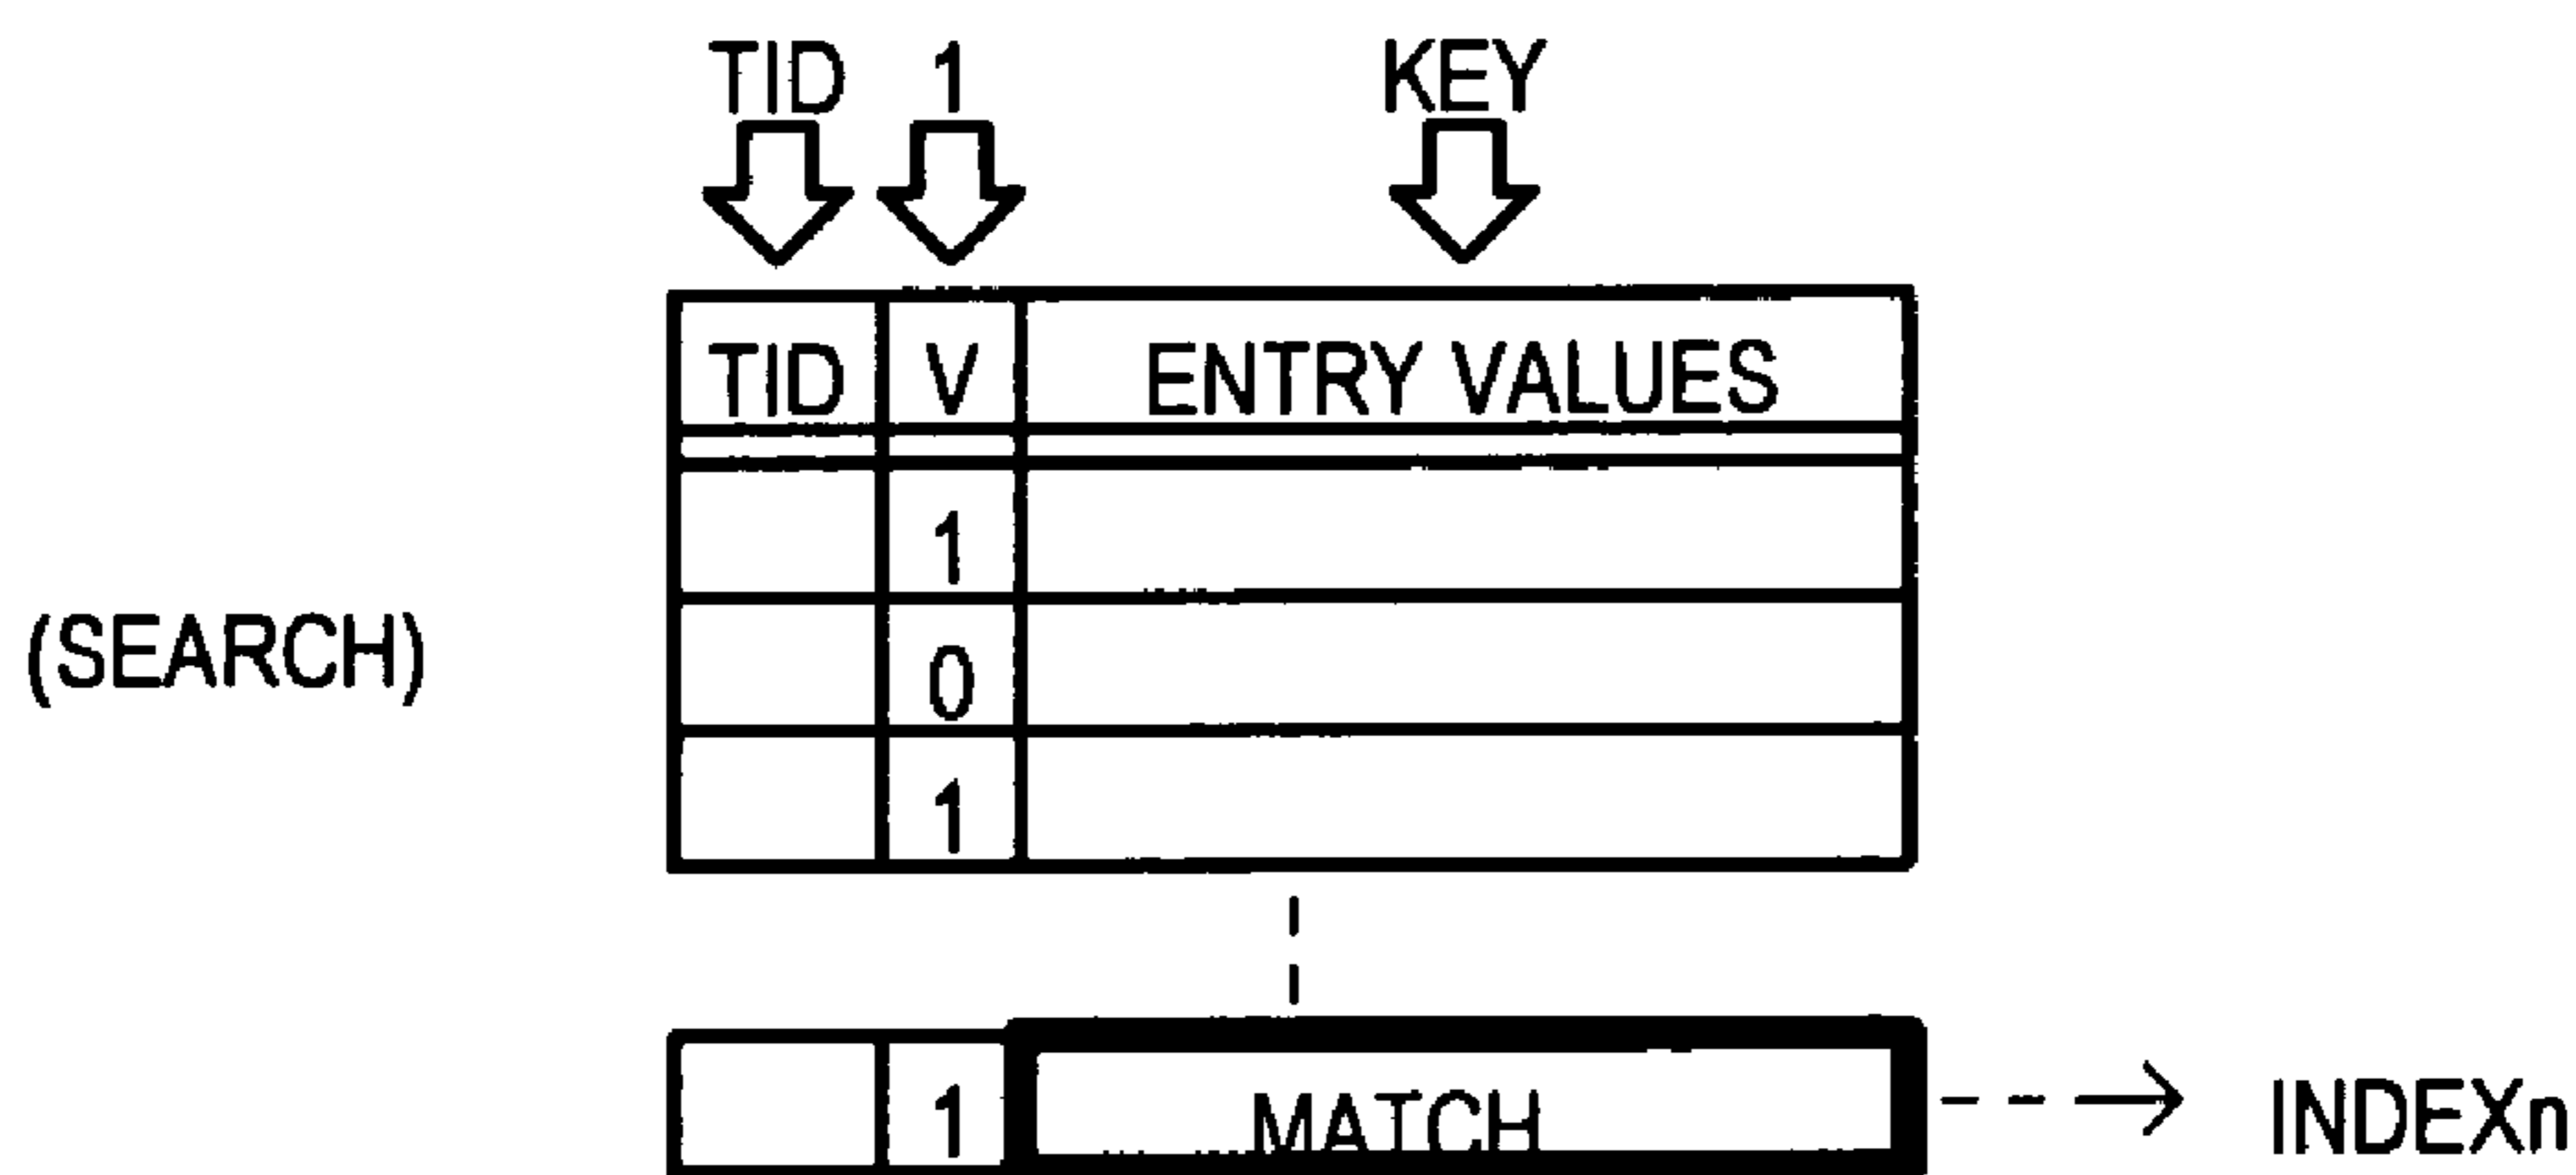 TID 1 KEY
TID V ENTRY VALUES
1
(SEARCH) 0
1
1 MATCH INDEXn